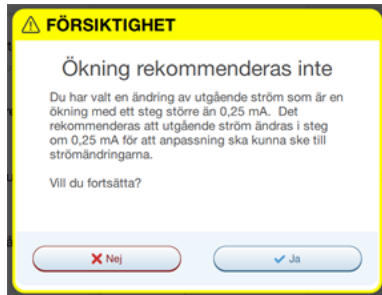 FÖRSIKTIGHET
Ökning rekommenderas inte
Du har valt en ändring av utgående ström som är en
ökning med ett steg större än 0,25 mA. Det
rekommenderas att utgående ström ändras i steg
om 0,25 mA för att anpassning ska kunna ske till
strömändringarna.
Vill du fortsätta?
Nej
Ja